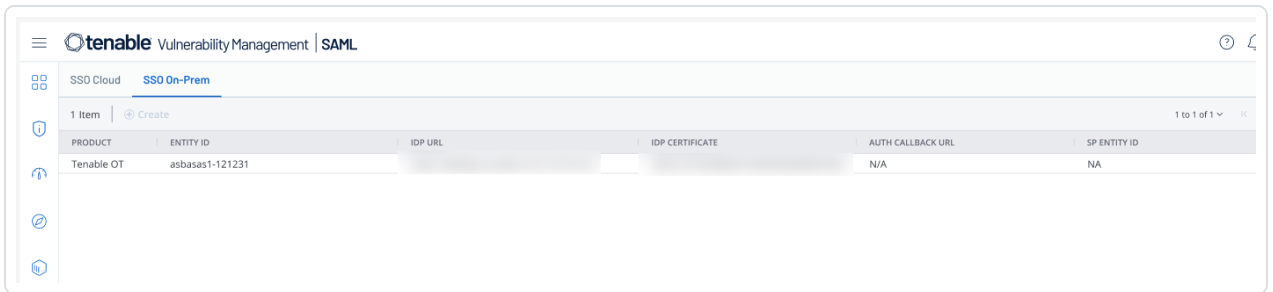 tenable Vulnerability Management | SAML
SSO Cloud SSO On-Prem
1 Item Create 1 to 1 of 1
PRODUCT ENTITY ID IDP URL IDP CERTIFICATE AUTH CALLBACK URL SP ENTITY ID
Tenable OT asbasas1-121231 N/A NA